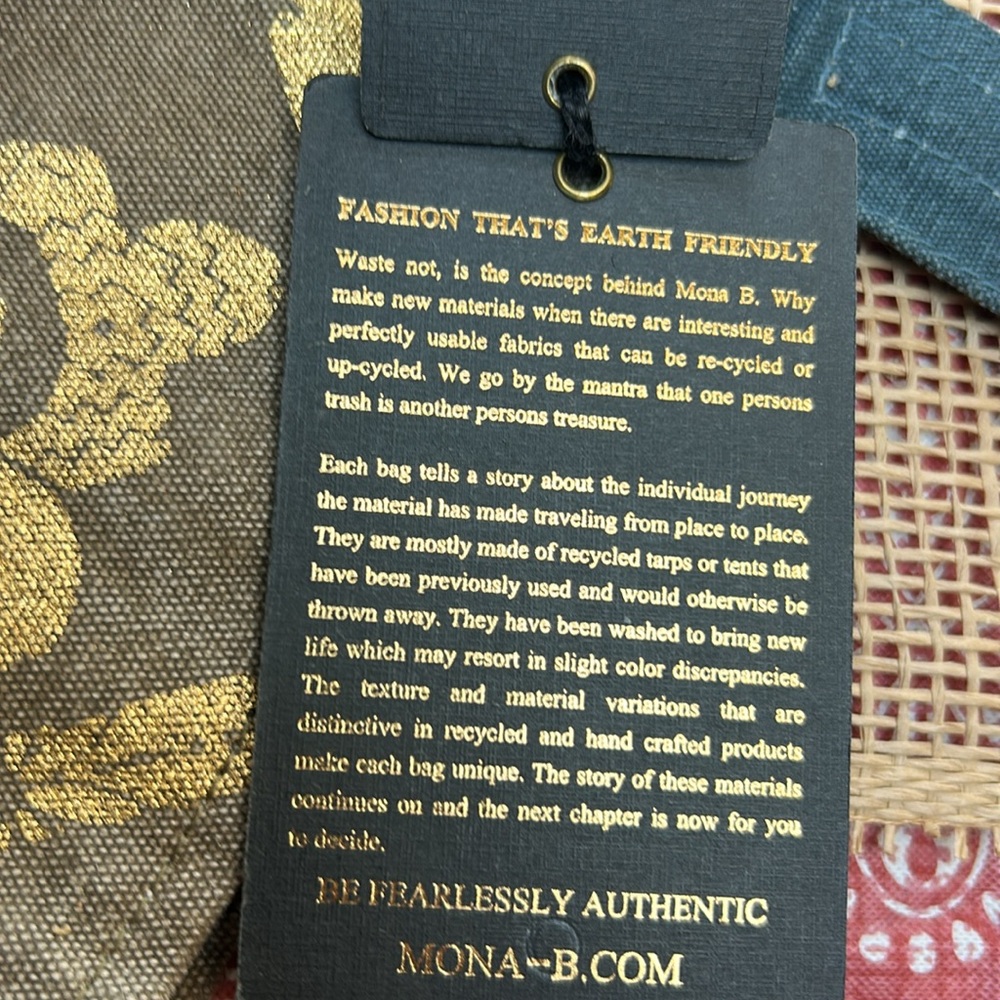 FASHION THAT'S EARTH FRIENDLY
Waste not, is the concept behind Mona B. Why
make new materials when there are interesting and
perfectly usable fabrics that can be re-cycled or
up-cycled. We go by the mantra that one persons
trash is another persons treasure.
Each bag tells a story about the individual journey
the material has made traveling from place to place.
They are mostly made of recycled tarps or tents that
have been previously used and would otherwise be
thrown away. They have been washed to bring new
life which may resort in slight color discrepancies.
The texture and material variations that are
distinctive in recycled and hand crafted products
make each bag unique. The story of these materials
continues on and the next chapter is now for you
to decide.
BE FEARLESSLY AUTHENTIC
MONA-B.COM